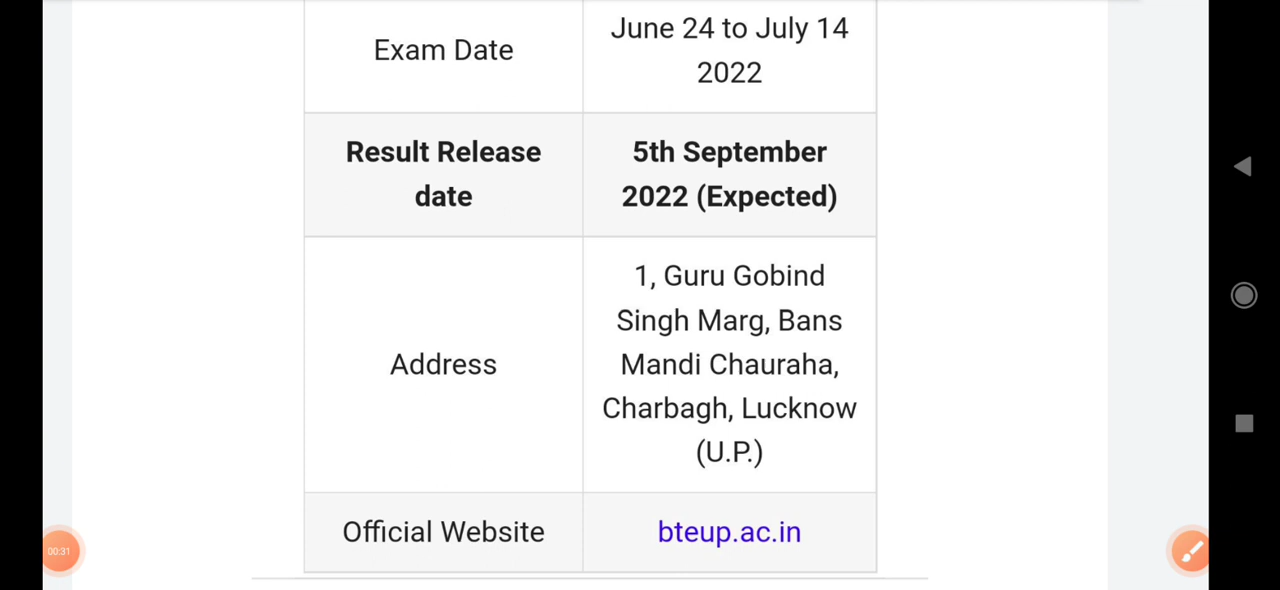 Exam Date
June 24 to July 14
2022
Result Release
date
5th September
2022 (Expected)
Address
1, Guru Gobind
Singh Marg, Bans
Mandi Chauraha,
Charbagh, Lucknow
(U.P.)
Official Website
bteup.ac.in
00:31